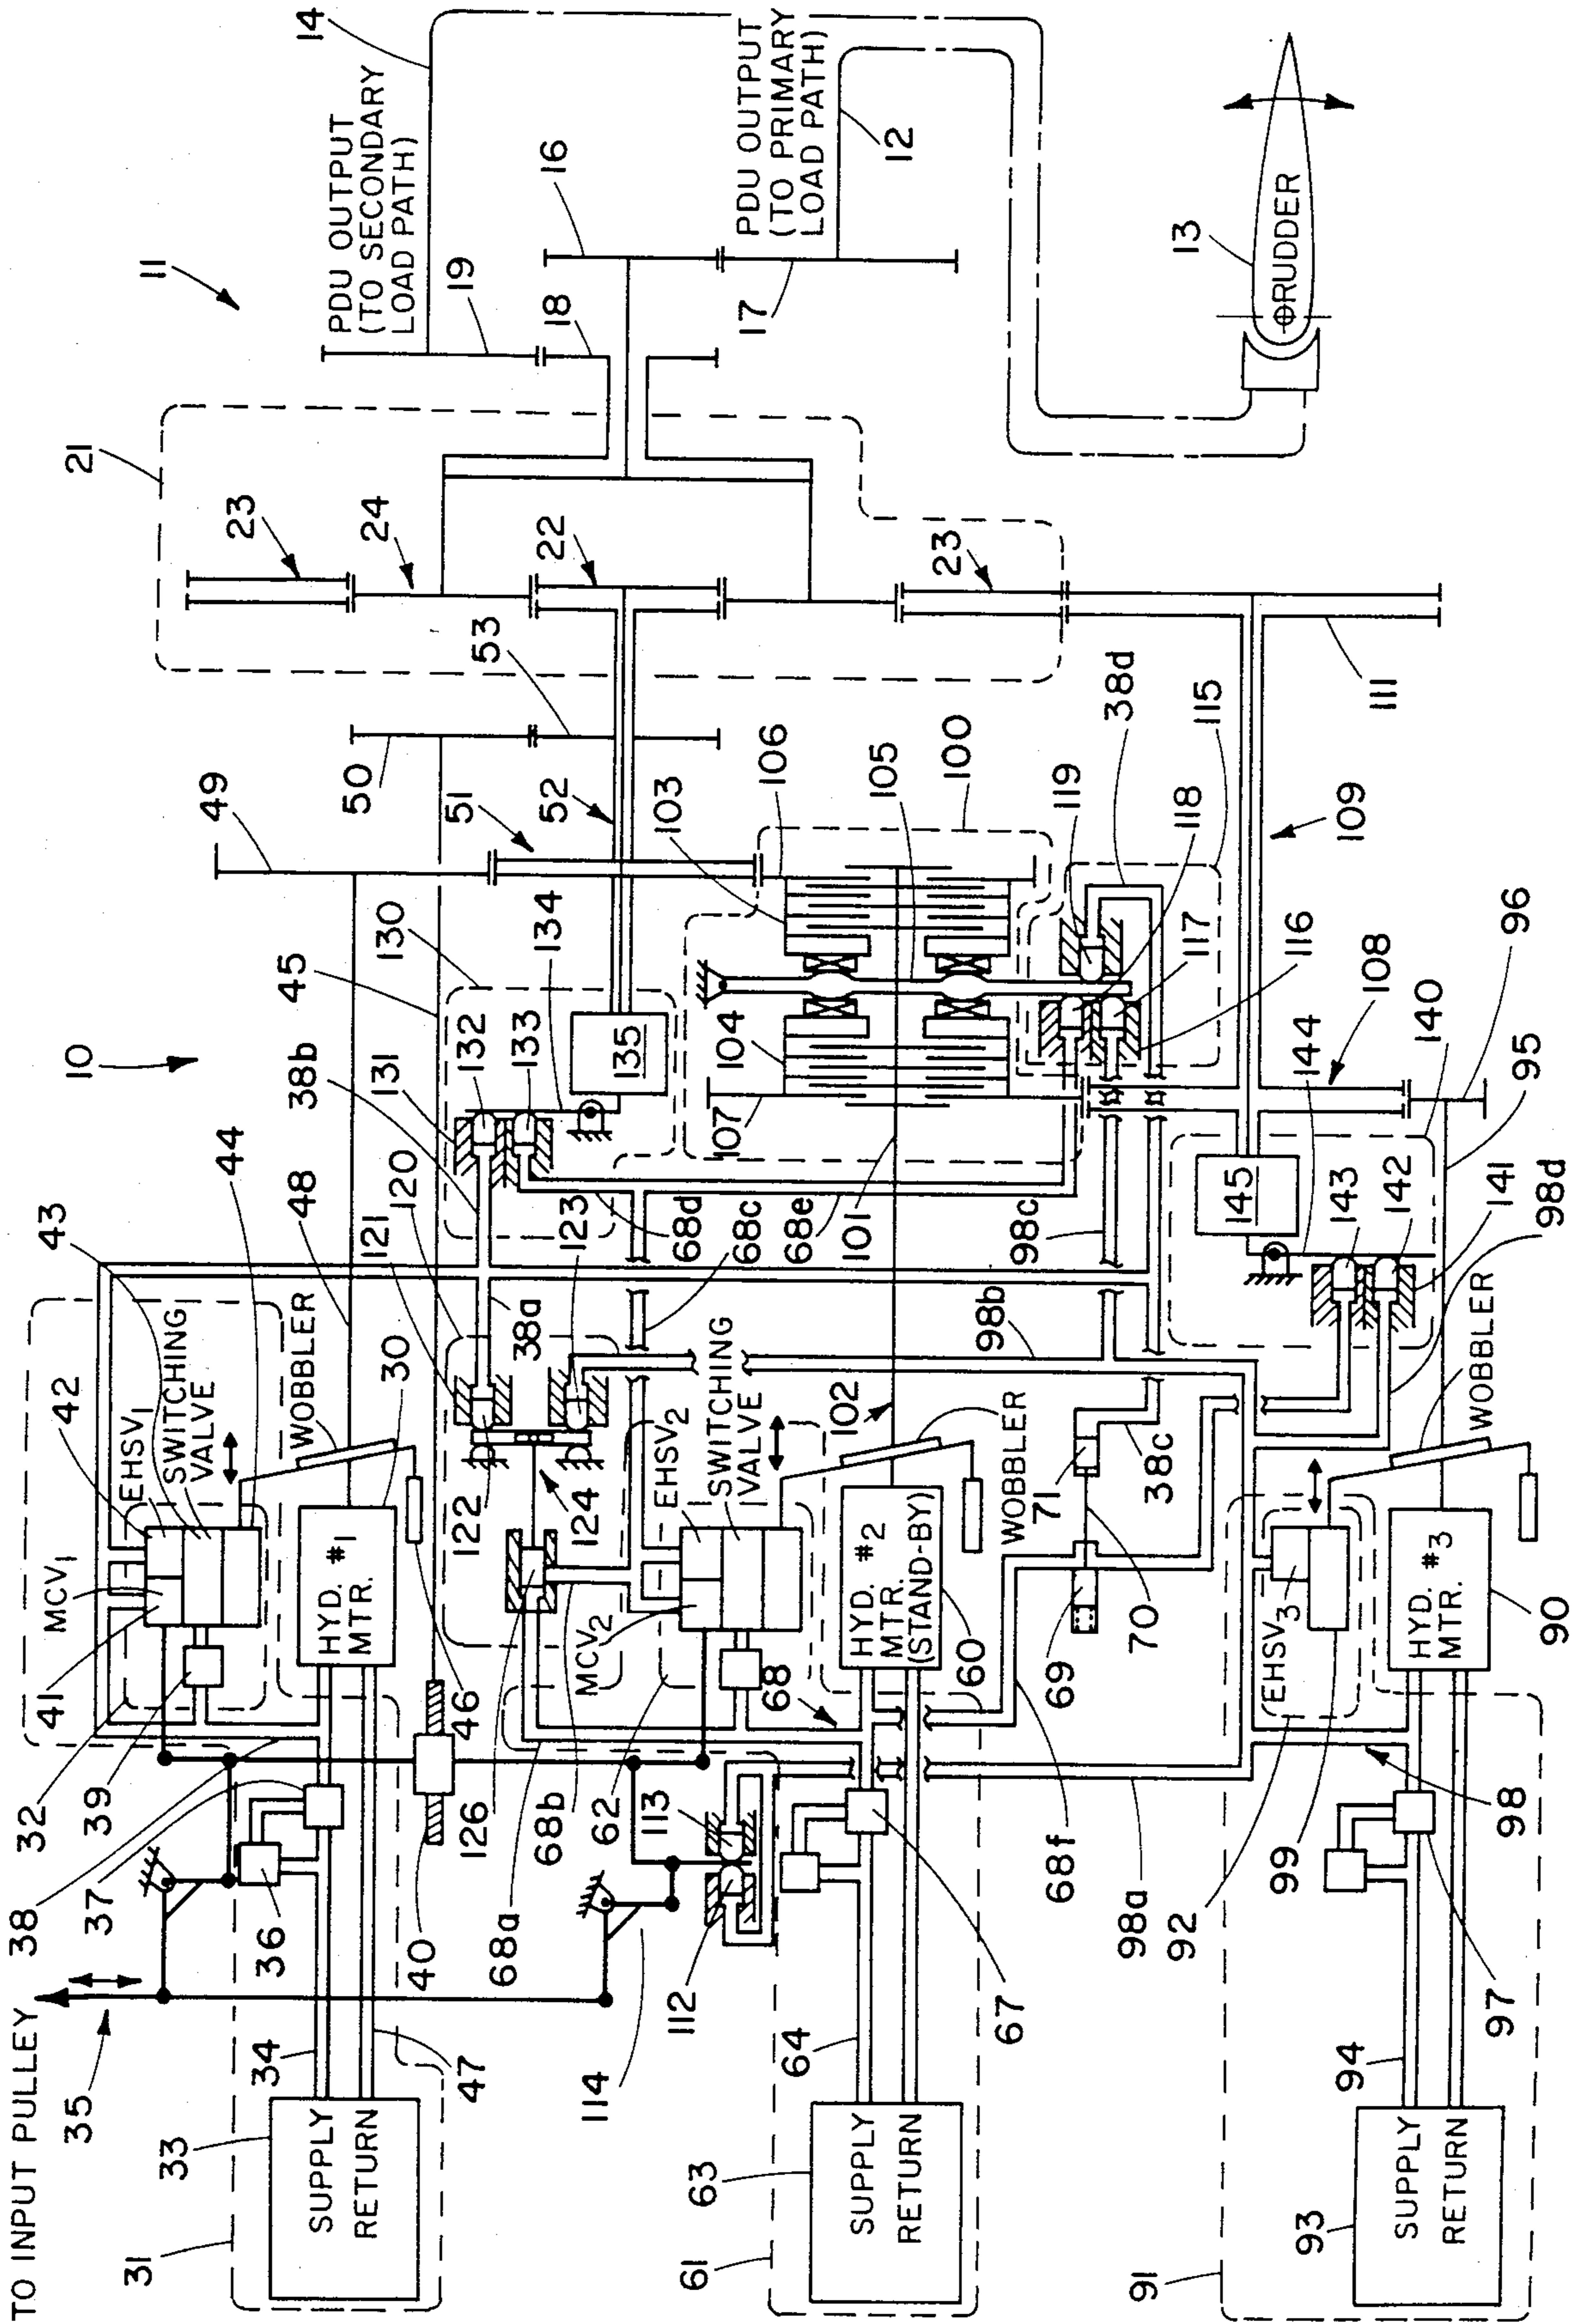 TO INPUT PULLEY
35
31
33
34
SUPPLY
RETURN
47
36
37
38
32
39
41
MCV1
42
EHSV1
43
SWITCHING
VALVE
44
WOBBLER
HYD. #1
MTR.
30
46
40
48
45
10
11
114
112
113
61
63
64
SUPPLY
RETURN
67
62
68
68a
68b
126
MCV2
EHSV2
SWITCHING
VALVE
HYD. #2
MTR.
(STAND-BY)
60
WOBBLER
102
101
124
122
123
121
120
38a
38b
131
132
133
130
134
135
68d
68c
68e
98c
98b
68f
69
70
71
38c
91
93
94
SUPPLY
RETURN
97
98
98a
92
99
EHSV3
HYD. #3
MTR.
90
WOBBLER
98d
141
142
143
144
145
140
95
96
108
109
107
104
103
106
105
100
119
118
117
116
115
38d
111
49
50
51
52
53
21
22
23
24
23
18
19
PDU OUTPUT
(TO SECONDARY
LOAD PATH)
14
16
17
PDU OUTPUT
(TO PRIMARY
LOAD PATH)
12
13
RUDDER